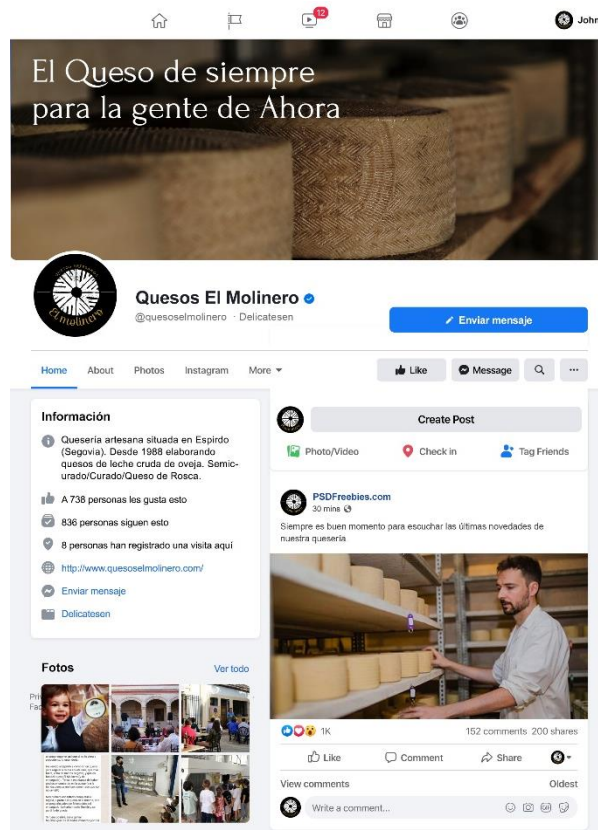 12
John
El Queso de siempre
para la gente de Ahora
El molinero
Quesos El Molinero
@quesoselmolinero · Delicatesen
Enviar mensaje
Home About Photos Instagram More
Like Message
Información
Quesería artesana situada en Espirdo
(Segovia). Desde 1988 elaborando
quesos de leche cruda de oveja. Semic-
urado/Curado/Queso de Rosca.
A 738 personas les gusta esto
836 personas siguen esto
8 personas han registrado una visita aquí
http://www.quesoselmolinero.com/
Enviar mensaje
Delicatesen
Fotos Ver todo
Create Post
Photo/Video Check in Tag Friends
PSDFreebies.com
30 mins
Siempre es buen momento para escuchar las últimas novedades de
nuestra quesería
1K 152 comments 200 shares
Like Comment Share
View comments Oldest
Write a comment...
GIF